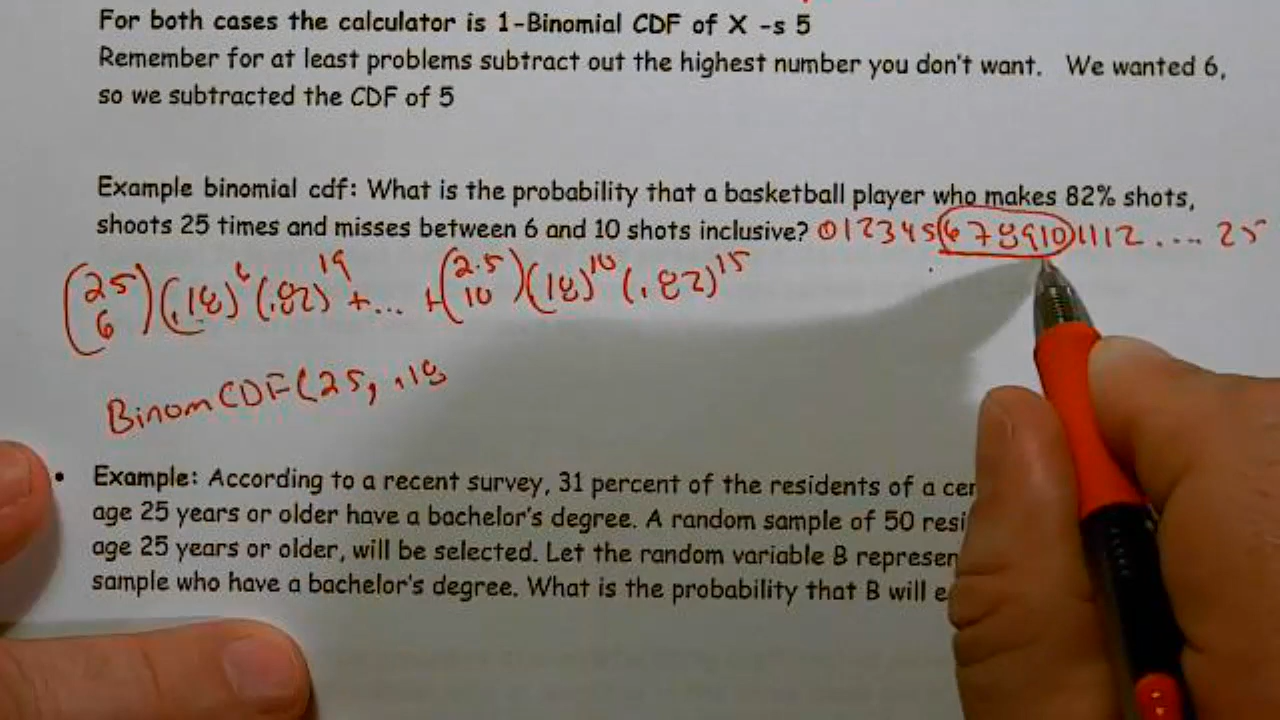 For both cases the calculator is 1-Binomial CDF of X -s 5
Remember for at least problems subtract out the highest number you don't want. We wanted 6,
so we subtracted the CDF of 5
Example binomial cdf: What is the probability that a basketball player who makes 82% shots,
shoots 25 times and misses between 6 and 10 shots inclusive? 0 1 2 3 4 5 6 7 8 9 10 11 12 .... 25
(25 6)(.18)^6 (.82)^19 + ... + (25 10)(18)^10 (.82)^15
BinomCDF(25, .18
• Example: According to a recent survey, 31 percent of the residents of a
age 25 years or older have a bachelor's degree. A random sample of 50
age 25 years or older, will be selected. Let the random variable B
sample who have a bachelor's degree. What is the probability that B will